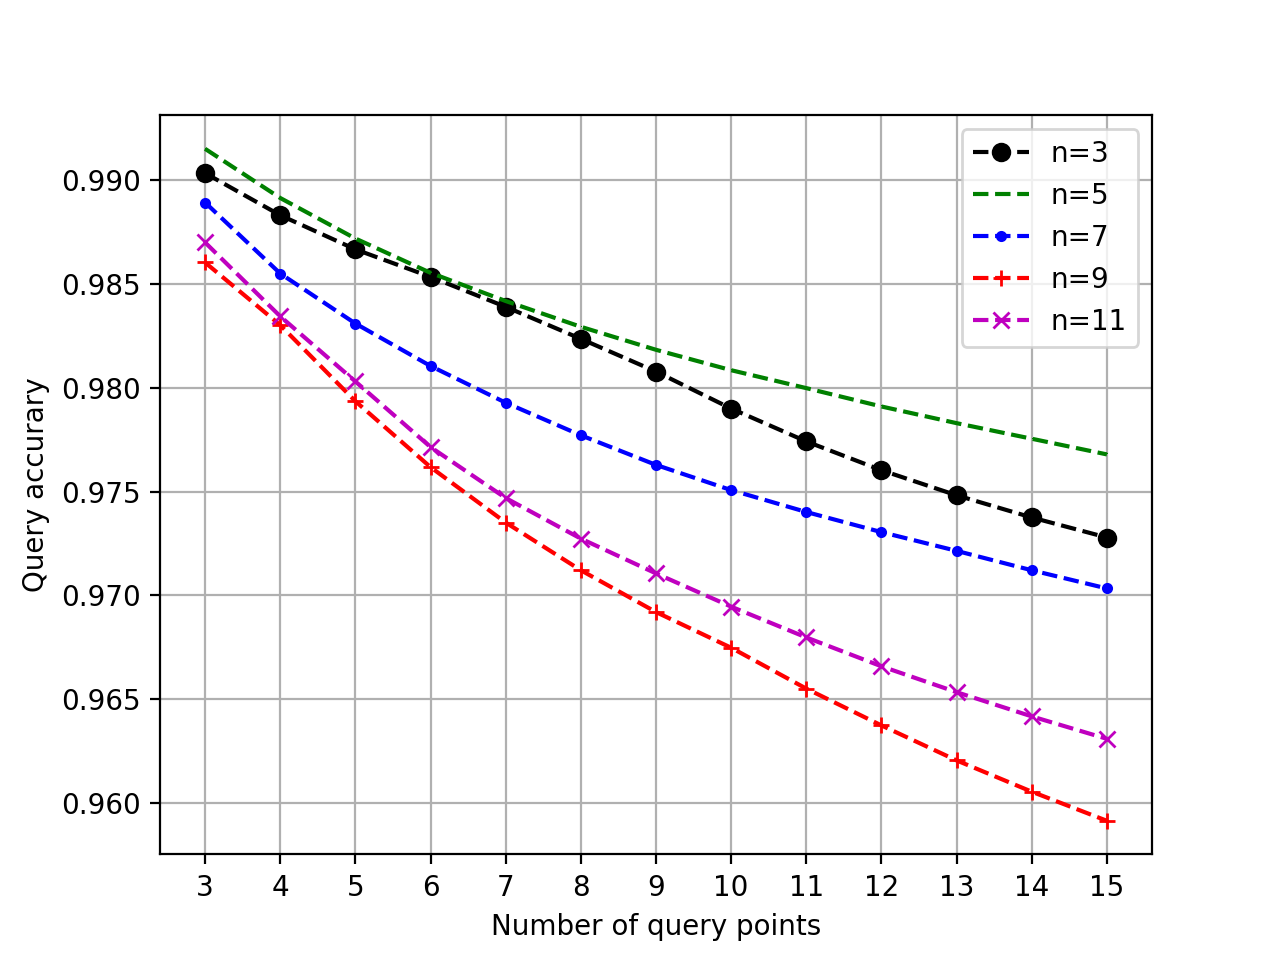 n=3
n=5
n=7
n=9
n=11
0.990
0.985
0.980
0.975
0.970
0.965
0.960
Query accurary
3 4 5 6 7 8 9 10 11 12 13 14 15
Number of query points